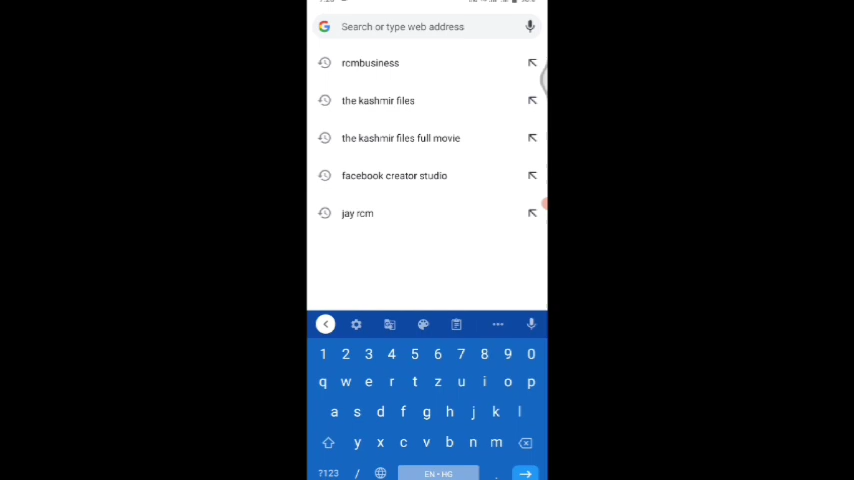 Search or type web address
rcmbusiness
the kashmir files
the kashmir files full movie
facebook creator studio
jay rcm
1 2 3 4 5 6 7 8 9 0
q w e r t z u i o p
a s d f g h j k l
y x c v b n m
?123 / EN • HG .